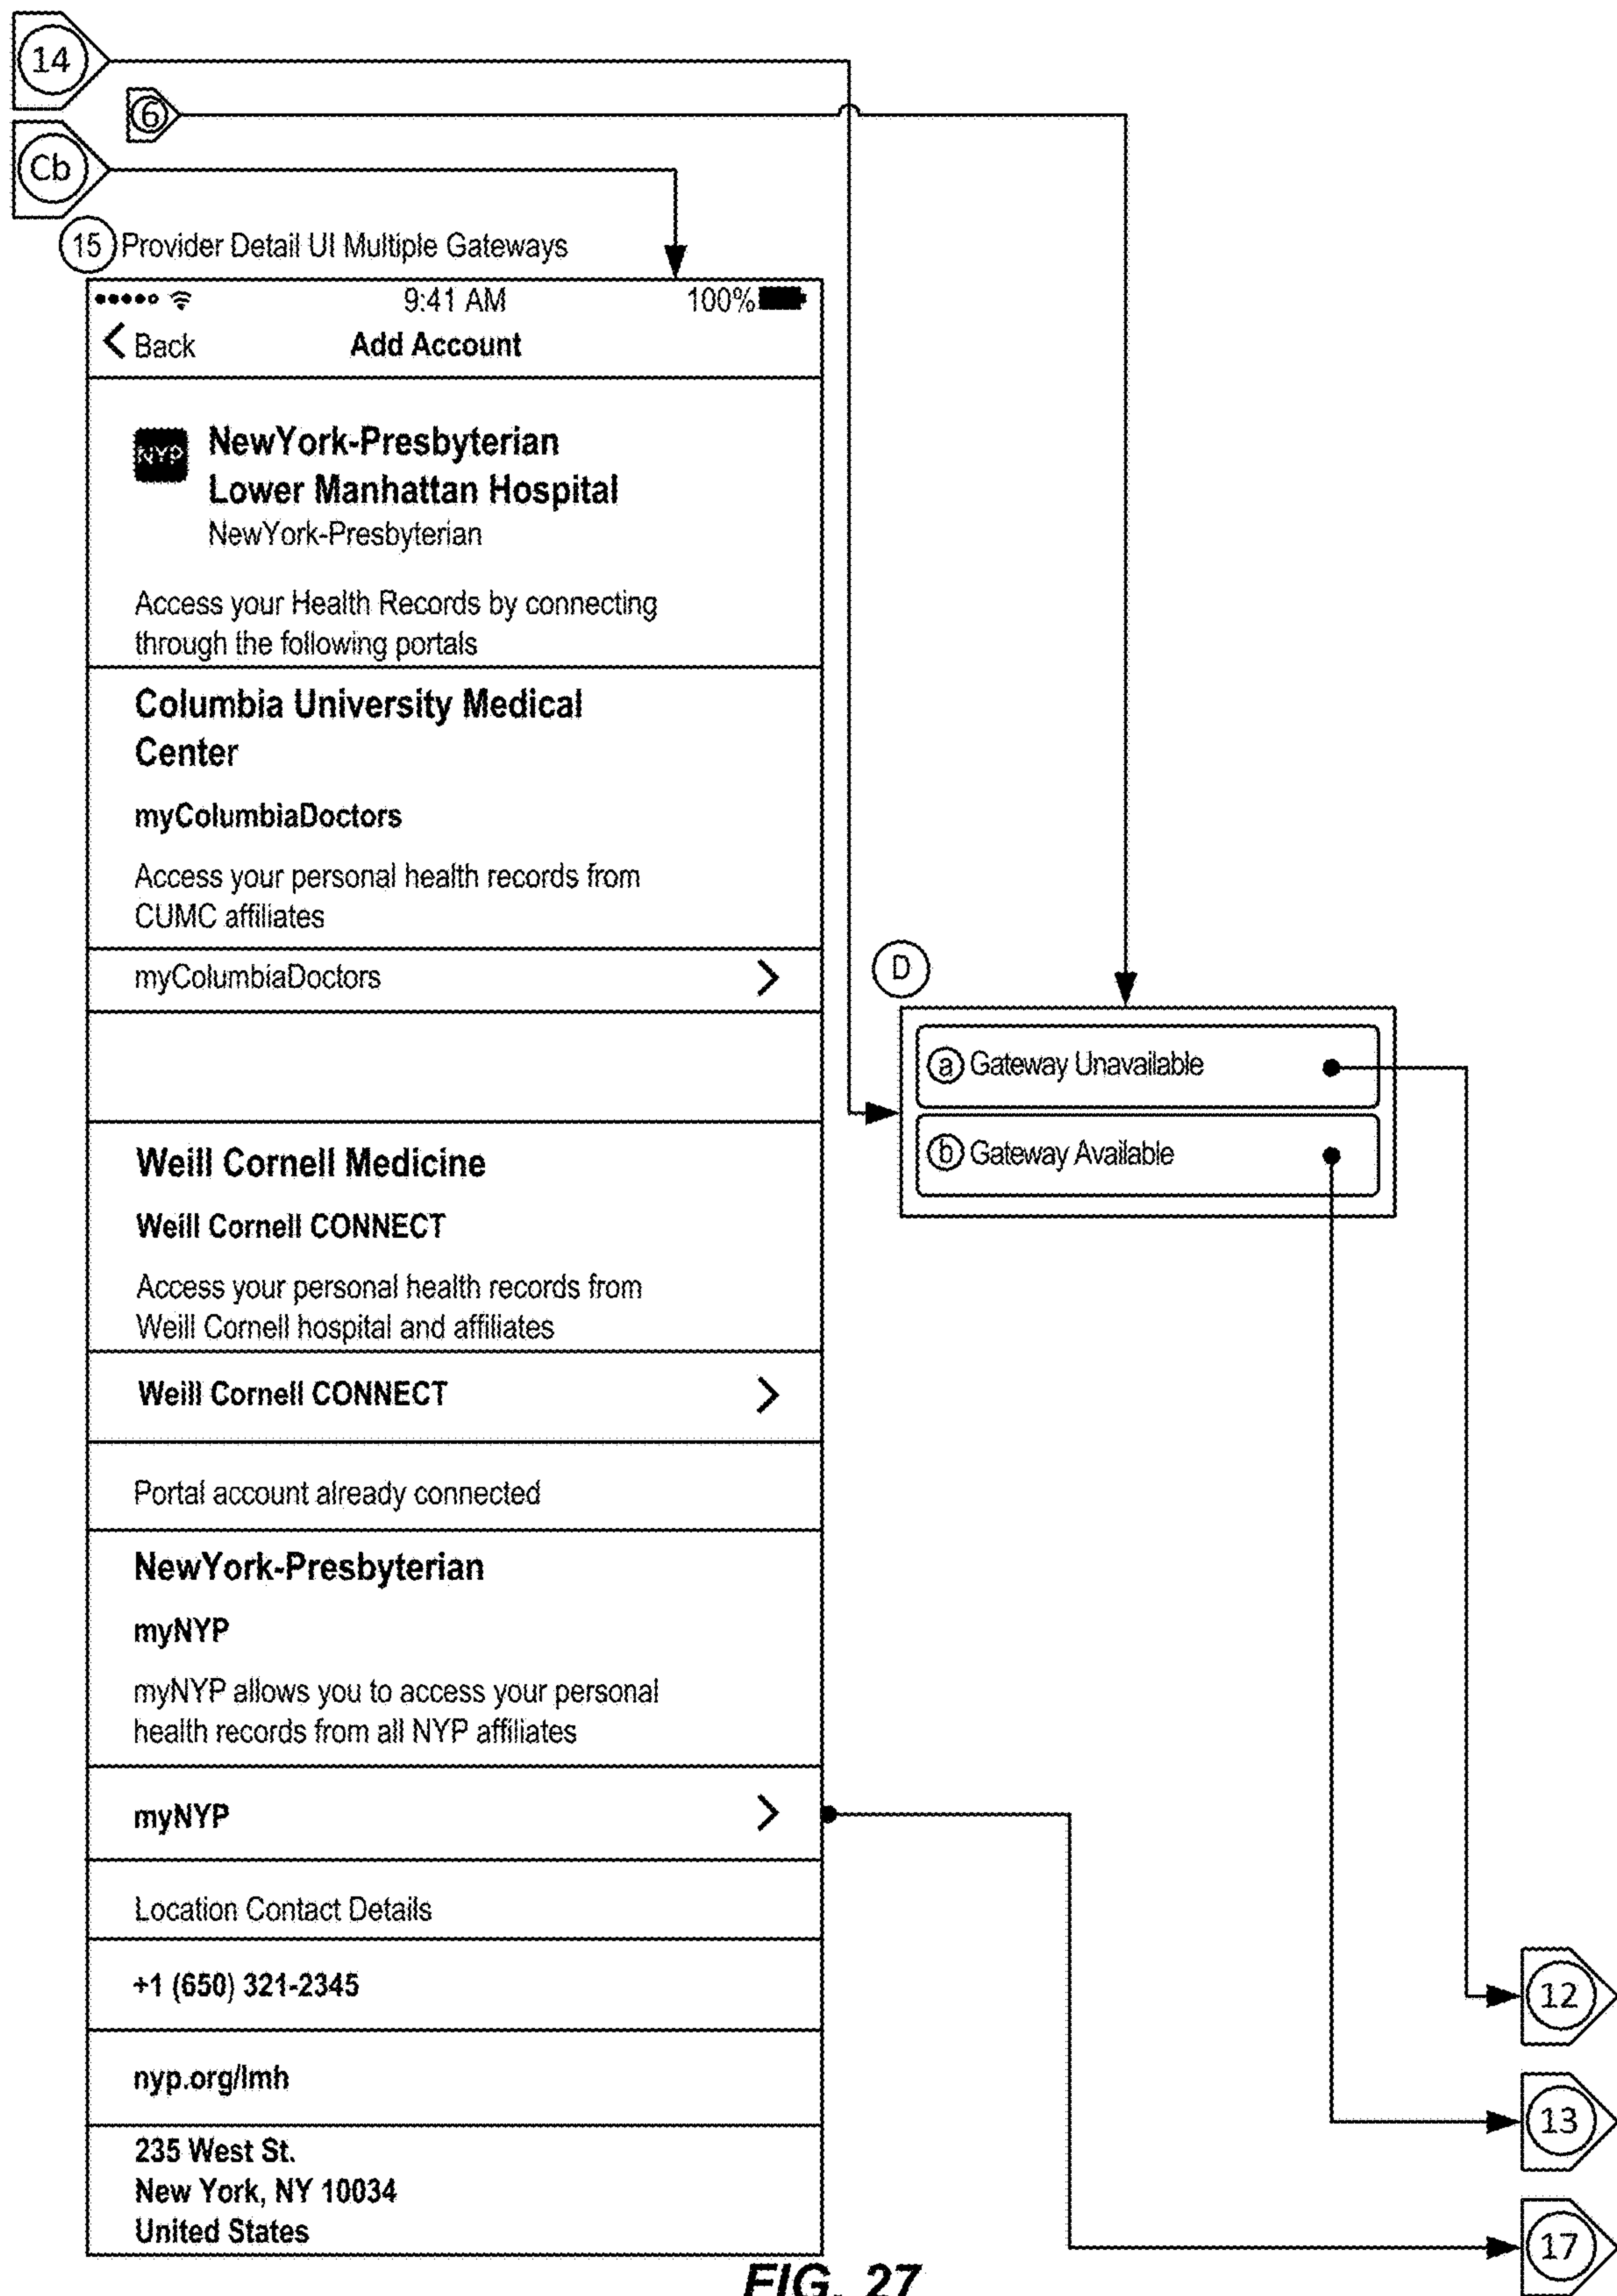 14
6
Cb
15 Provider Detail UI Multiple Gateways
9:41 AM 100%
Back Add Account
NYP
NewYork-Presbyterian
Lower Manhattan Hospital
NewYork-Presbyterian
Access your Health Records by connecting
through the following portals
Columbia University Medical
Center
myColumbiaDoctors
Access your personal health records from
CUMC affiliates
myColumbiaDoctors
Weill Cornell Medicine
Weill Cornell CONNECT
Access your personal health records from
Weill Cornell hospital and affiliates
Weill Cornell CONNECT
Portal account already connected
NewYork-Presbyterian
myNYP
myNYP allows you to access your personal
health records from all NYP affiliates
myNYP
Location Contact Details
+1 (650) 321-2345
nyp.org/lmh
235 West St.
New York, NY 10034
United States
D
a Gateway Unavailable
b Gateway Available
12
13
17
FIG. 27